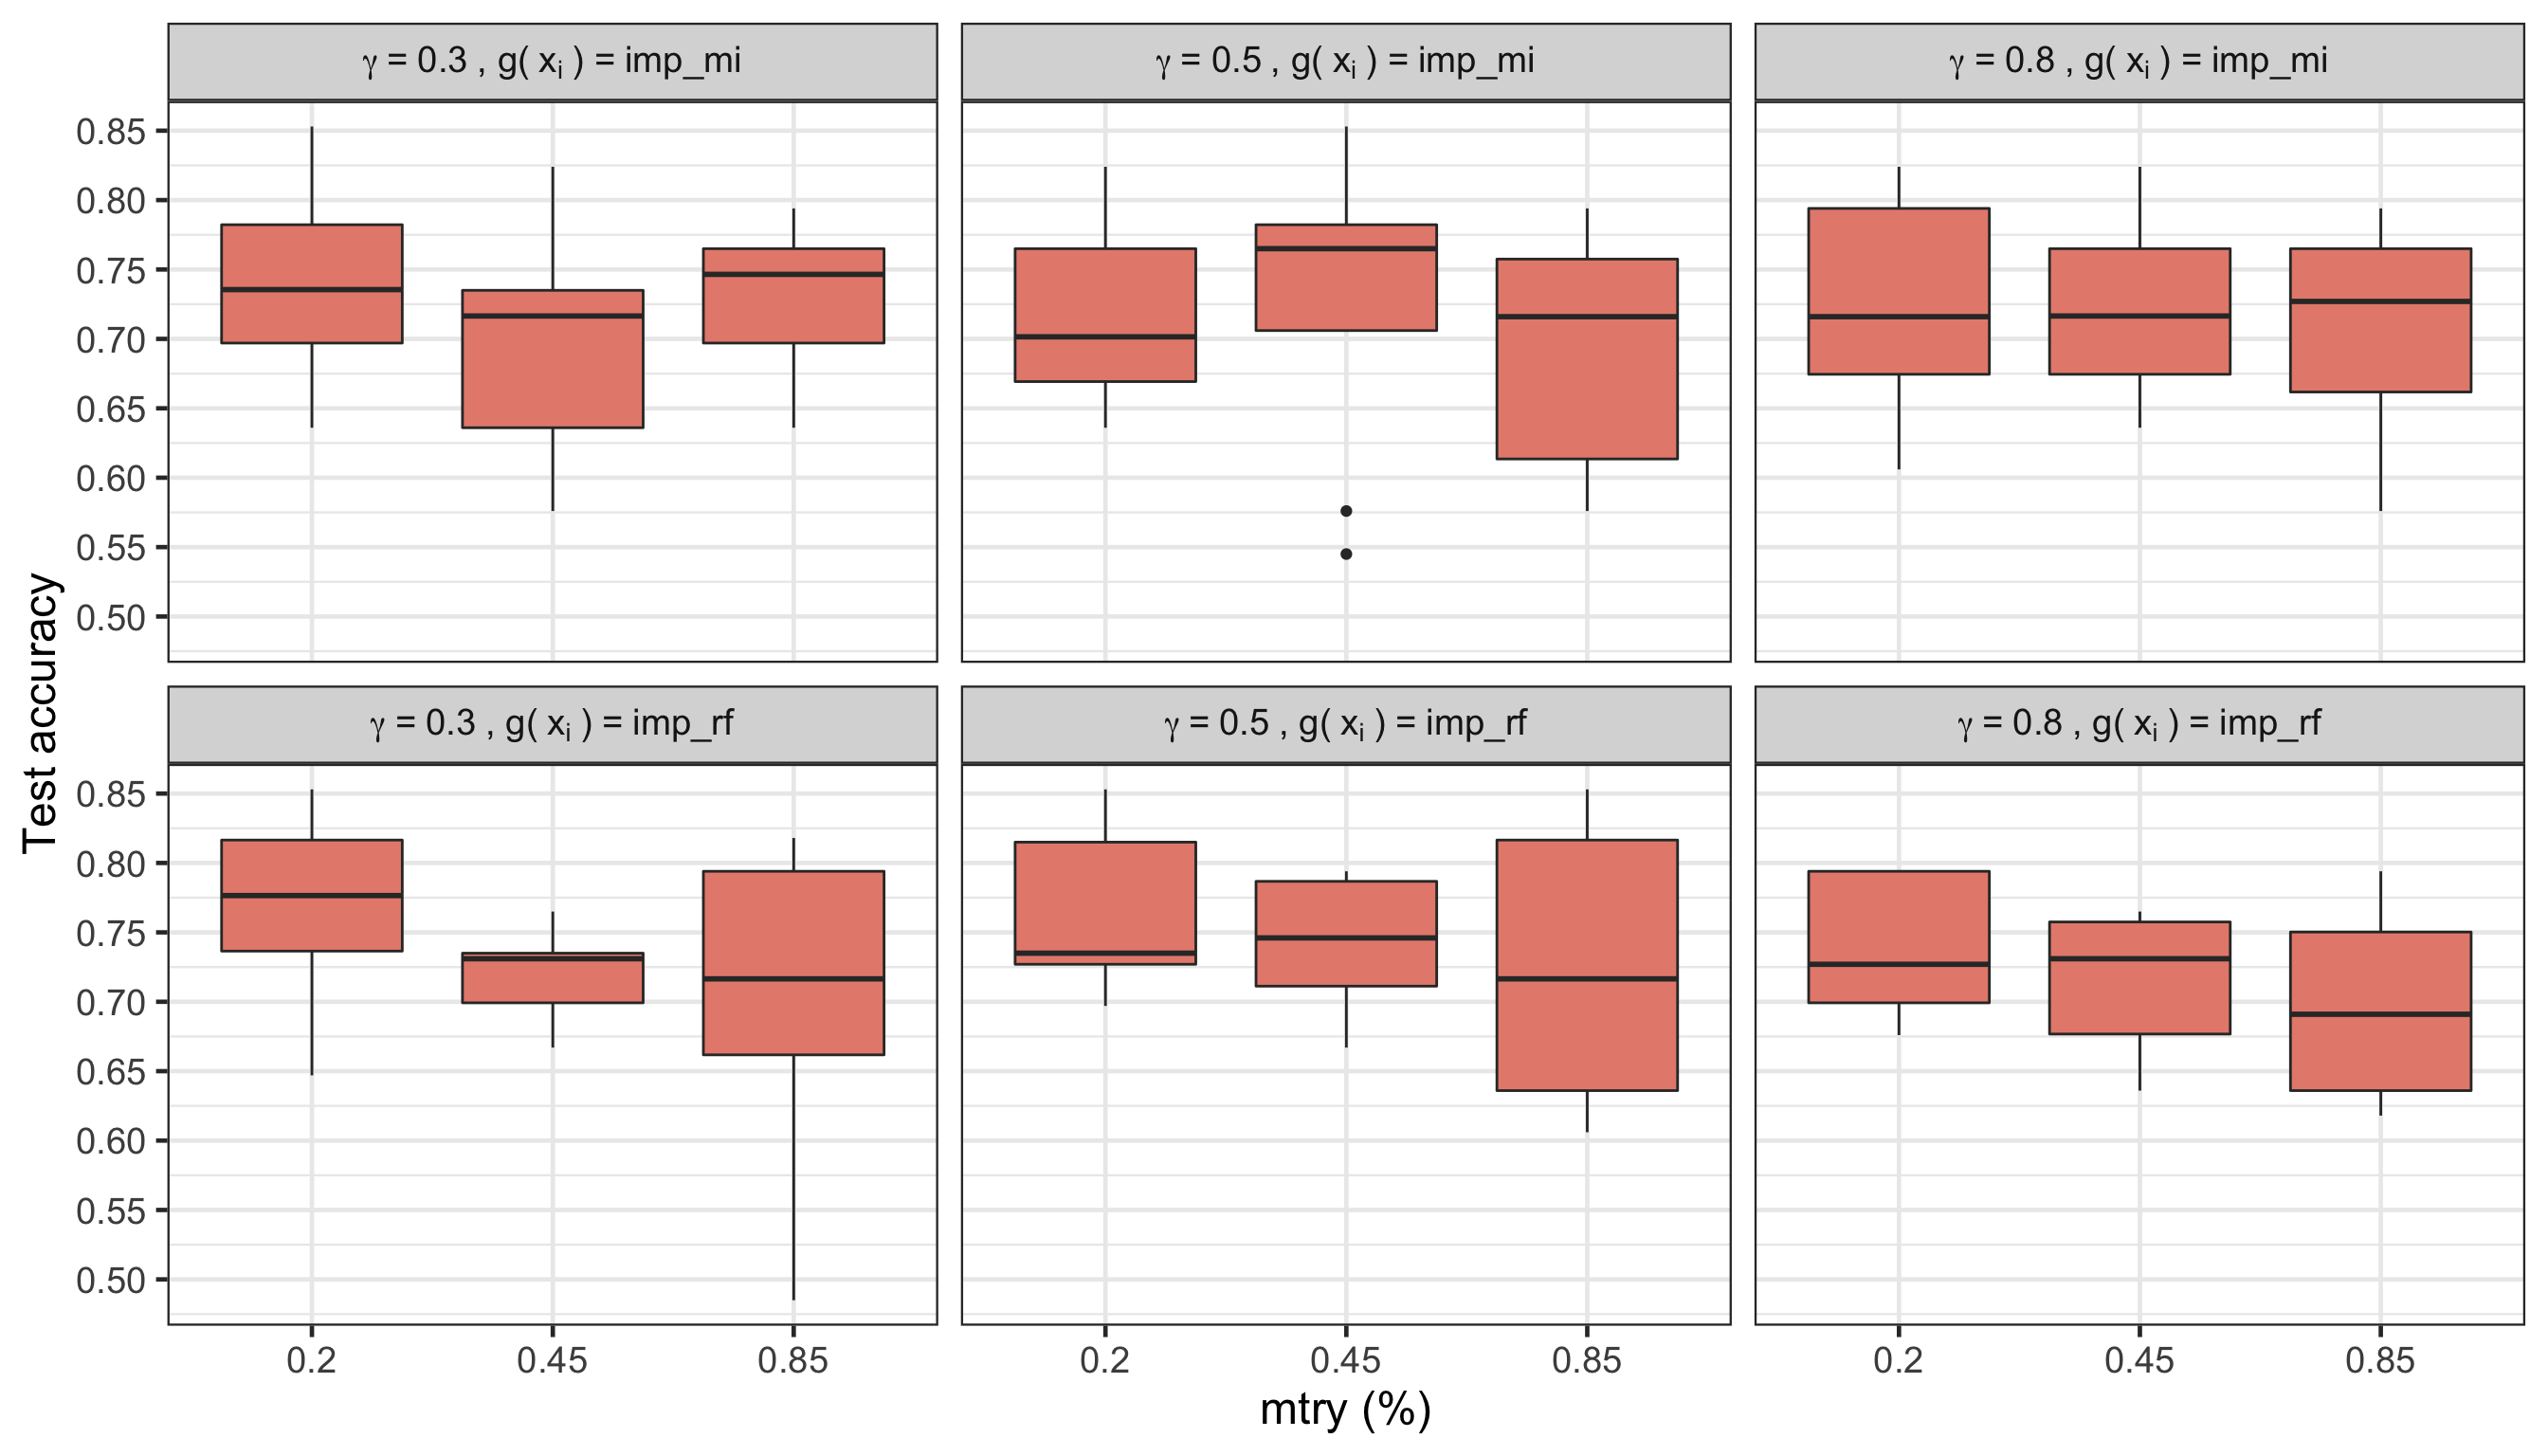 γ = 0.3 , g( xᵢ ) = imp_mi
γ = 0.5 , g( xᵢ ) = imp_mi
γ = 0.8 , g( xᵢ ) = imp_mi
0.85
0.80
0.75
0.70
0.65
0.60
0.55
0.50
Test accuracy
γ = 0.3 , g( xᵢ ) = imp_rf
γ = 0.5 , g( xᵢ ) = imp_rf
γ = 0.8 , g( xᵢ ) = imp_rf
0.85
0.80
0.75
0.70
0.65
0.60
0.55
0.50
0.2 0.45 0.85
0.2 0.45 0.85
0.2 0.45 0.85
mtry (%)